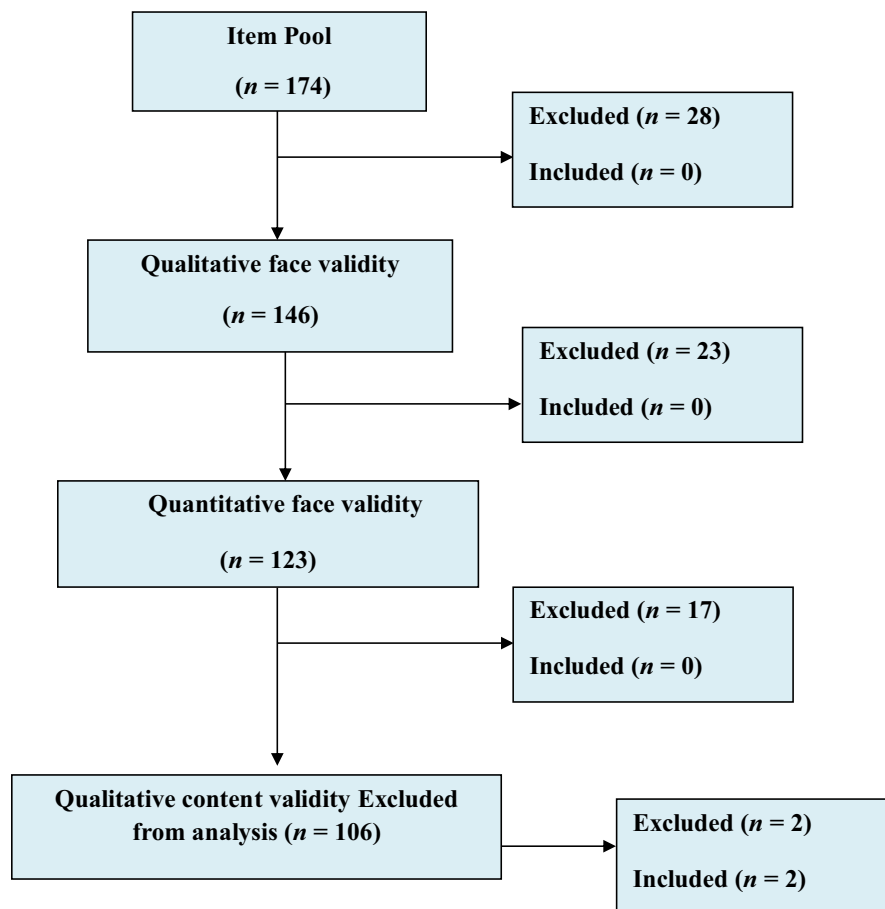 Item Pool
(n = 174)
Excluded (n = 28)
Included (n = 0)
Qualitative face validity
(n = 146)
Excluded (n = 23)
Included (n = 0)
Quantitative face validity
(n = 123)
Excluded (n = 17)
Included (n = 0)
Qualitative content validity Excluded
from analysis (n = 106)
Excluded (n = 2)
Included (n = 2)